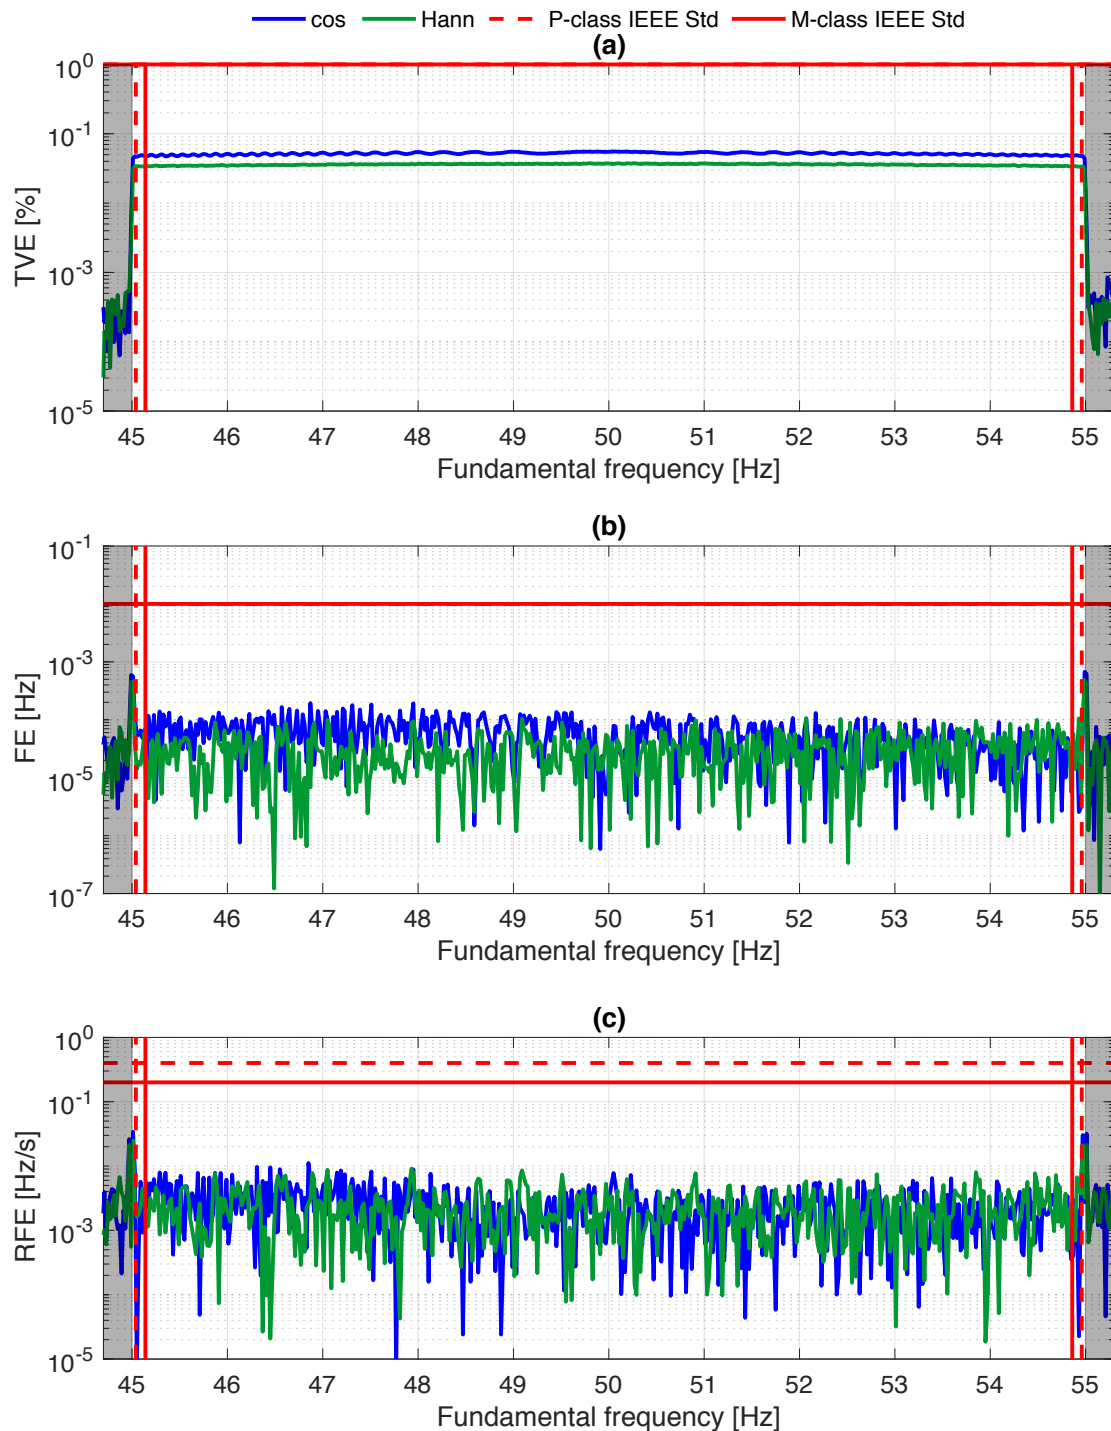 cos Hann P-class IEEE Std M-class IEEE Std
(a)
10^0
10^-1
10^-3
10^-5
TVE [%]
45 46 47 48 49 50 51 52 53 54 55
Fundamental frequency [Hz]
(b)
10^-1
10^-3
10^-5
10^-7
FE [Hz]
45 46 47 48 49 50 51 52 53 54 55
Fundamental frequency [Hz]
(c)
10^0
10^-1
10^-3
10^-5
RFE [Hz/s]
45 46 47 48 49 50 51 52 53 54 55
Fundamental frequency [Hz]